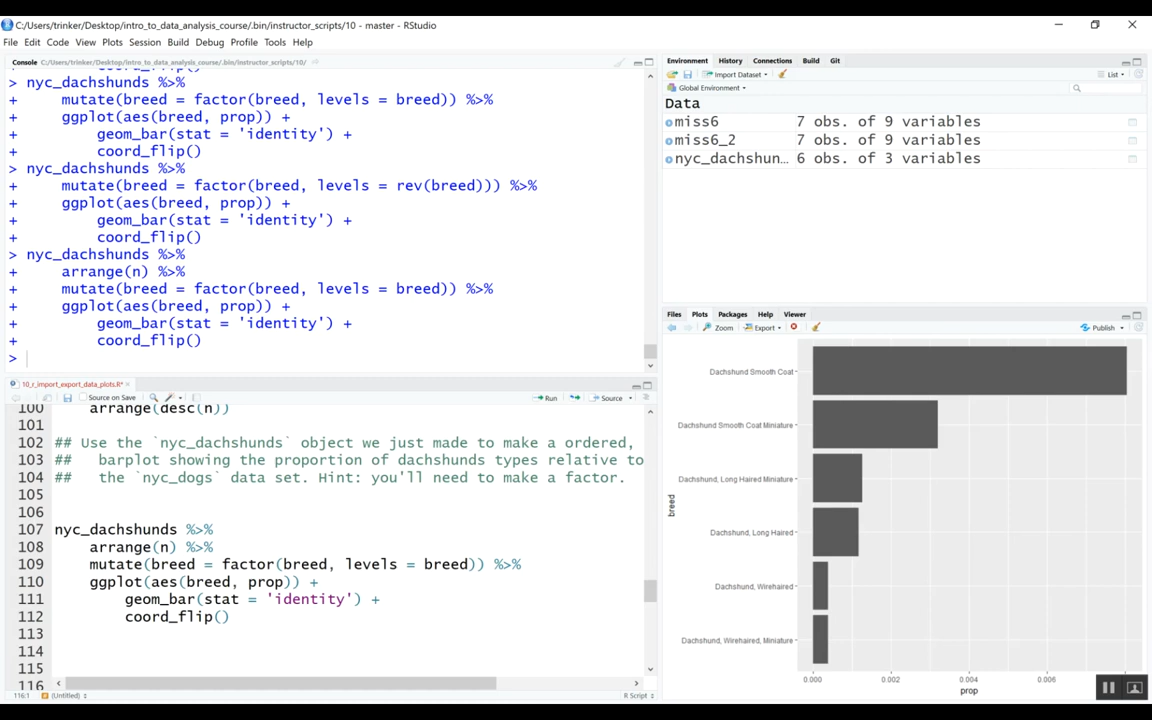 C:/Users/trinker/Desktop/intro_to_data_analysis_course/.bin/instructor_scripts/10 - master - RStudio
File Edit Code View Plots Session Build Debug Profile Tools Help
Console C:/Users/trinker/Desktop/intro_to_data_analysis_course/.bin/instructor_scripts/10/
> nyc_dachshunds %>%
+ mutate(breed = factor(breed, levels = breed)) %>%
+ ggplot(aes(breed, prop)) +
+ geom_bar(stat = 'identity') +
+ coord_flip()
> nyc_dachshunds %>%
+ mutate(breed = factor(breed, levels = rev(breed))) %>%
+ ggplot(aes(breed, prop)) +
+ geom_bar(stat = 'identity') +
+ coord_flip()
> nyc_dachshunds %>%
+ arrange(n) %>%
+ mutate(breed = factor(breed, levels = breed)) %>%
+ ggplot(aes(breed, prop)) +
+ geom_bar(stat = 'identity') +
+ coord_flip()
>
10_r_import_export_data_plots.R*
Source on Save Run Source
100 arrange(desc(n))
101
102 ## Use the `nyc_dachshunds` object we just made to make a ordered,
103 ## barplot showing the proportion of dachshunds types relative to
104 ## the `nyc_dogs` data set. Hint: you'll need to make a factor.
105
106
107 nyc_dachshunds %>%
108 arrange(n) %>%
109 mutate(breed = factor(breed, levels = breed)) %>%
110 ggplot(aes(breed, prop)) +
111 geom_bar(stat = 'identity') +
112 coord_flip()
113
114
115
116
116:1 (Untitled) R Script
Environment History Connections Build Git
Import Dataset List
Global Environment
Data
miss6 7 obs. of 9 variables
miss6_2 7 obs. of 9 variables
nyc_dachshun... 6 obs. of 3 variables
Files Plots Packages Help Viewer
Zoom Export Publish
Dachshund Smooth Coat
Dachshund Smooth Coat Miniature
Dachshund, Long Haired Miniature
Dachshund, Long Haired
Dachshund, Wirehaired
Dachshund, Wirehaired, Miniature
breed
0.000 0.002 0.004 0.006
prop